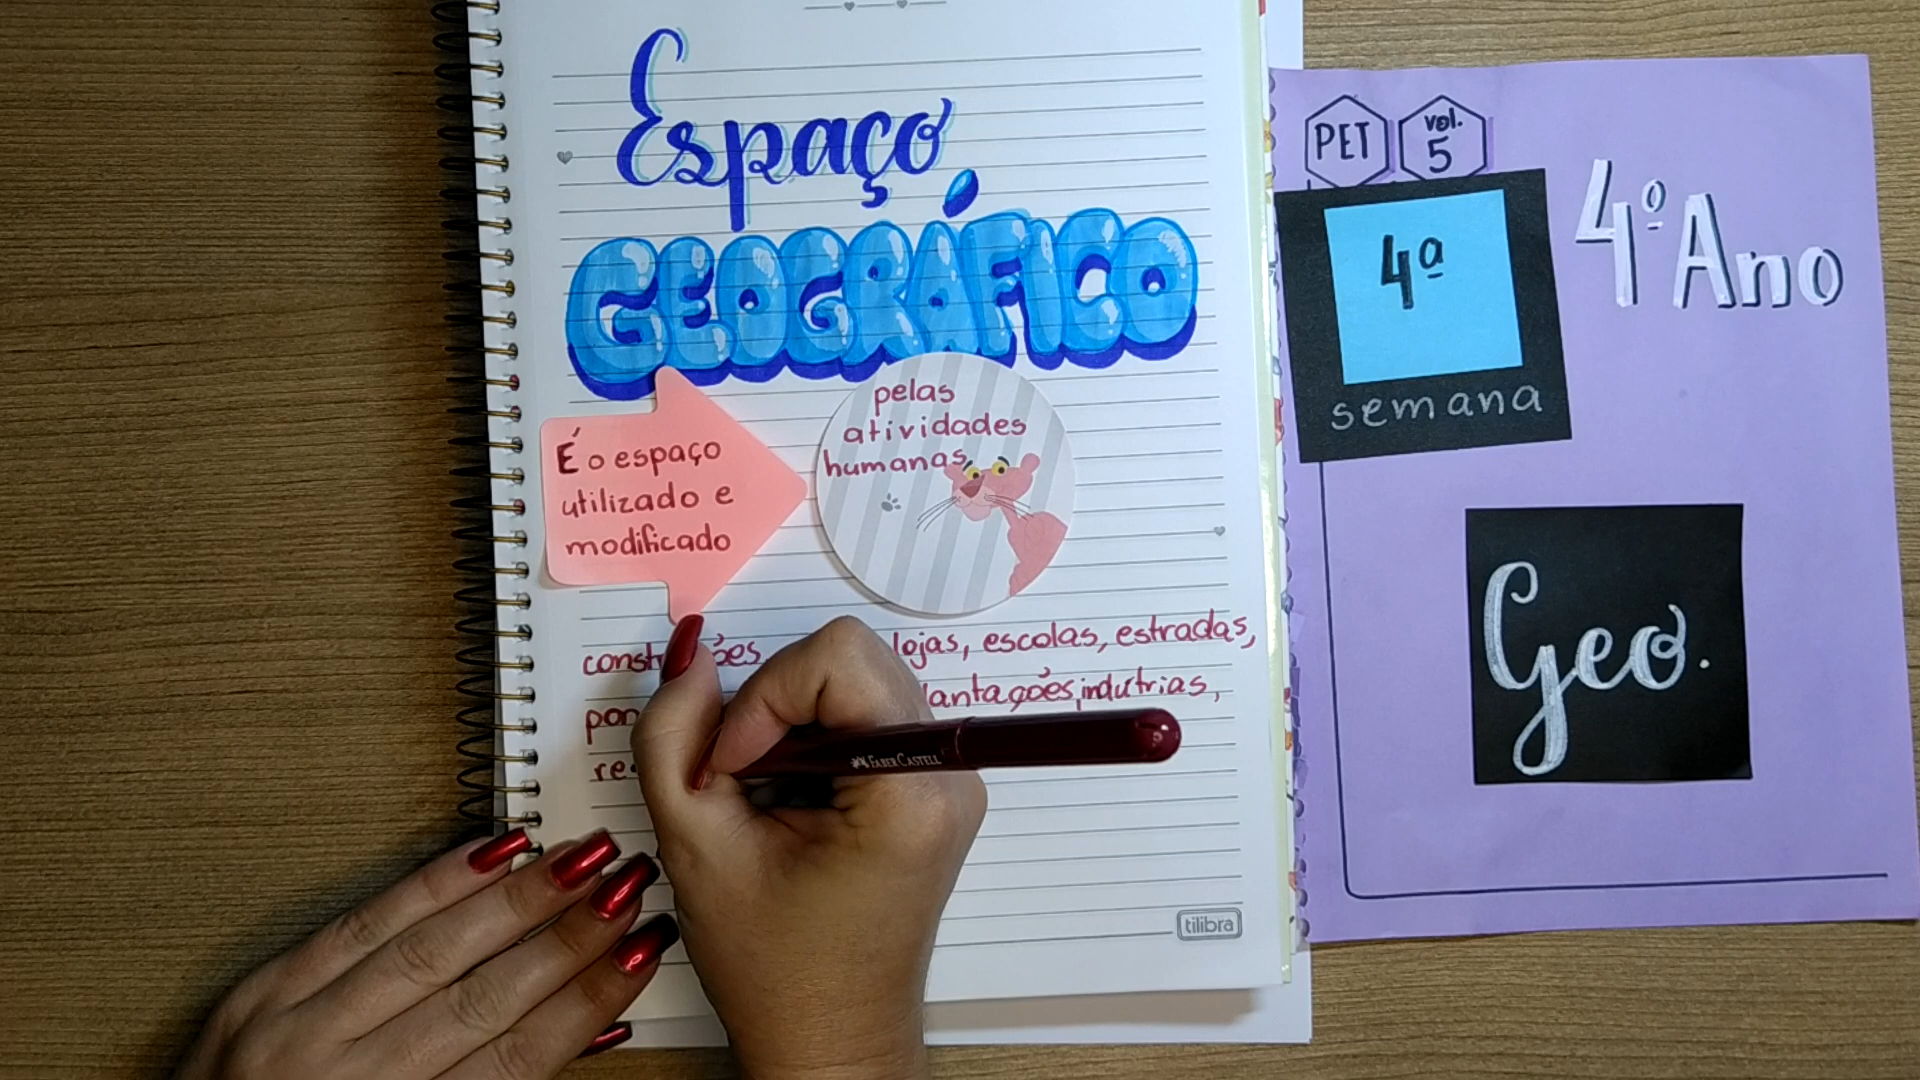 Espaço
GEOGRÁFICO
É o espaço
utilizado e
modificado
pelas
atividades
humanas
lojas, escolas, estradas,
indútrias,
FABER CASTELL
tilibra
PET
vol.
5
4ª
semana
4º Ano
Geo.